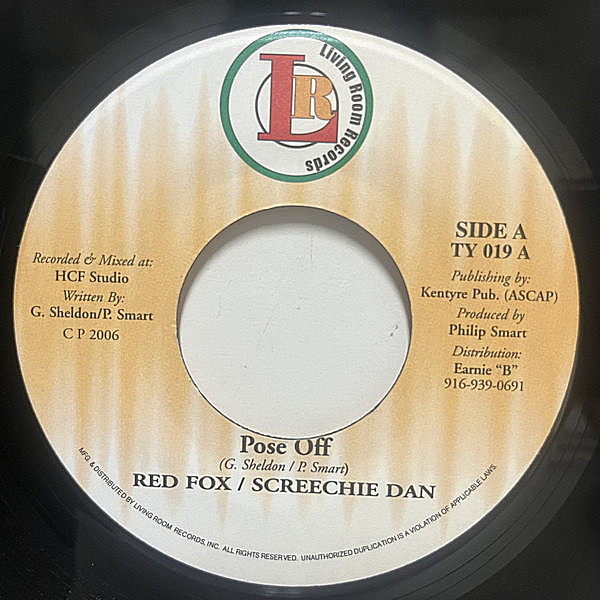 LR
Living Room Records
SIDE A
TY 019 A
Recorded & Mixed at:
HCF Studio
Written By:
G. Sheldon/P. Smart
C P 2006
Publishing by:
Kentyre Pub. (ASCAP)
Produced by
Philip Smart
Distribution:
Earnie "B"
916-939-0691
Pose Off
(G. Sheldon / P. Smart)
RED FOX / SCREECHIE DAN
MFG. & DISTRIBUTED BY LIVING ROOM RECORDS, INC. ALL RIGHTS RESERVED. UNAUTHORIZED DUPLICATION IS A VIOLATION OF APPLICABLE LAWS.